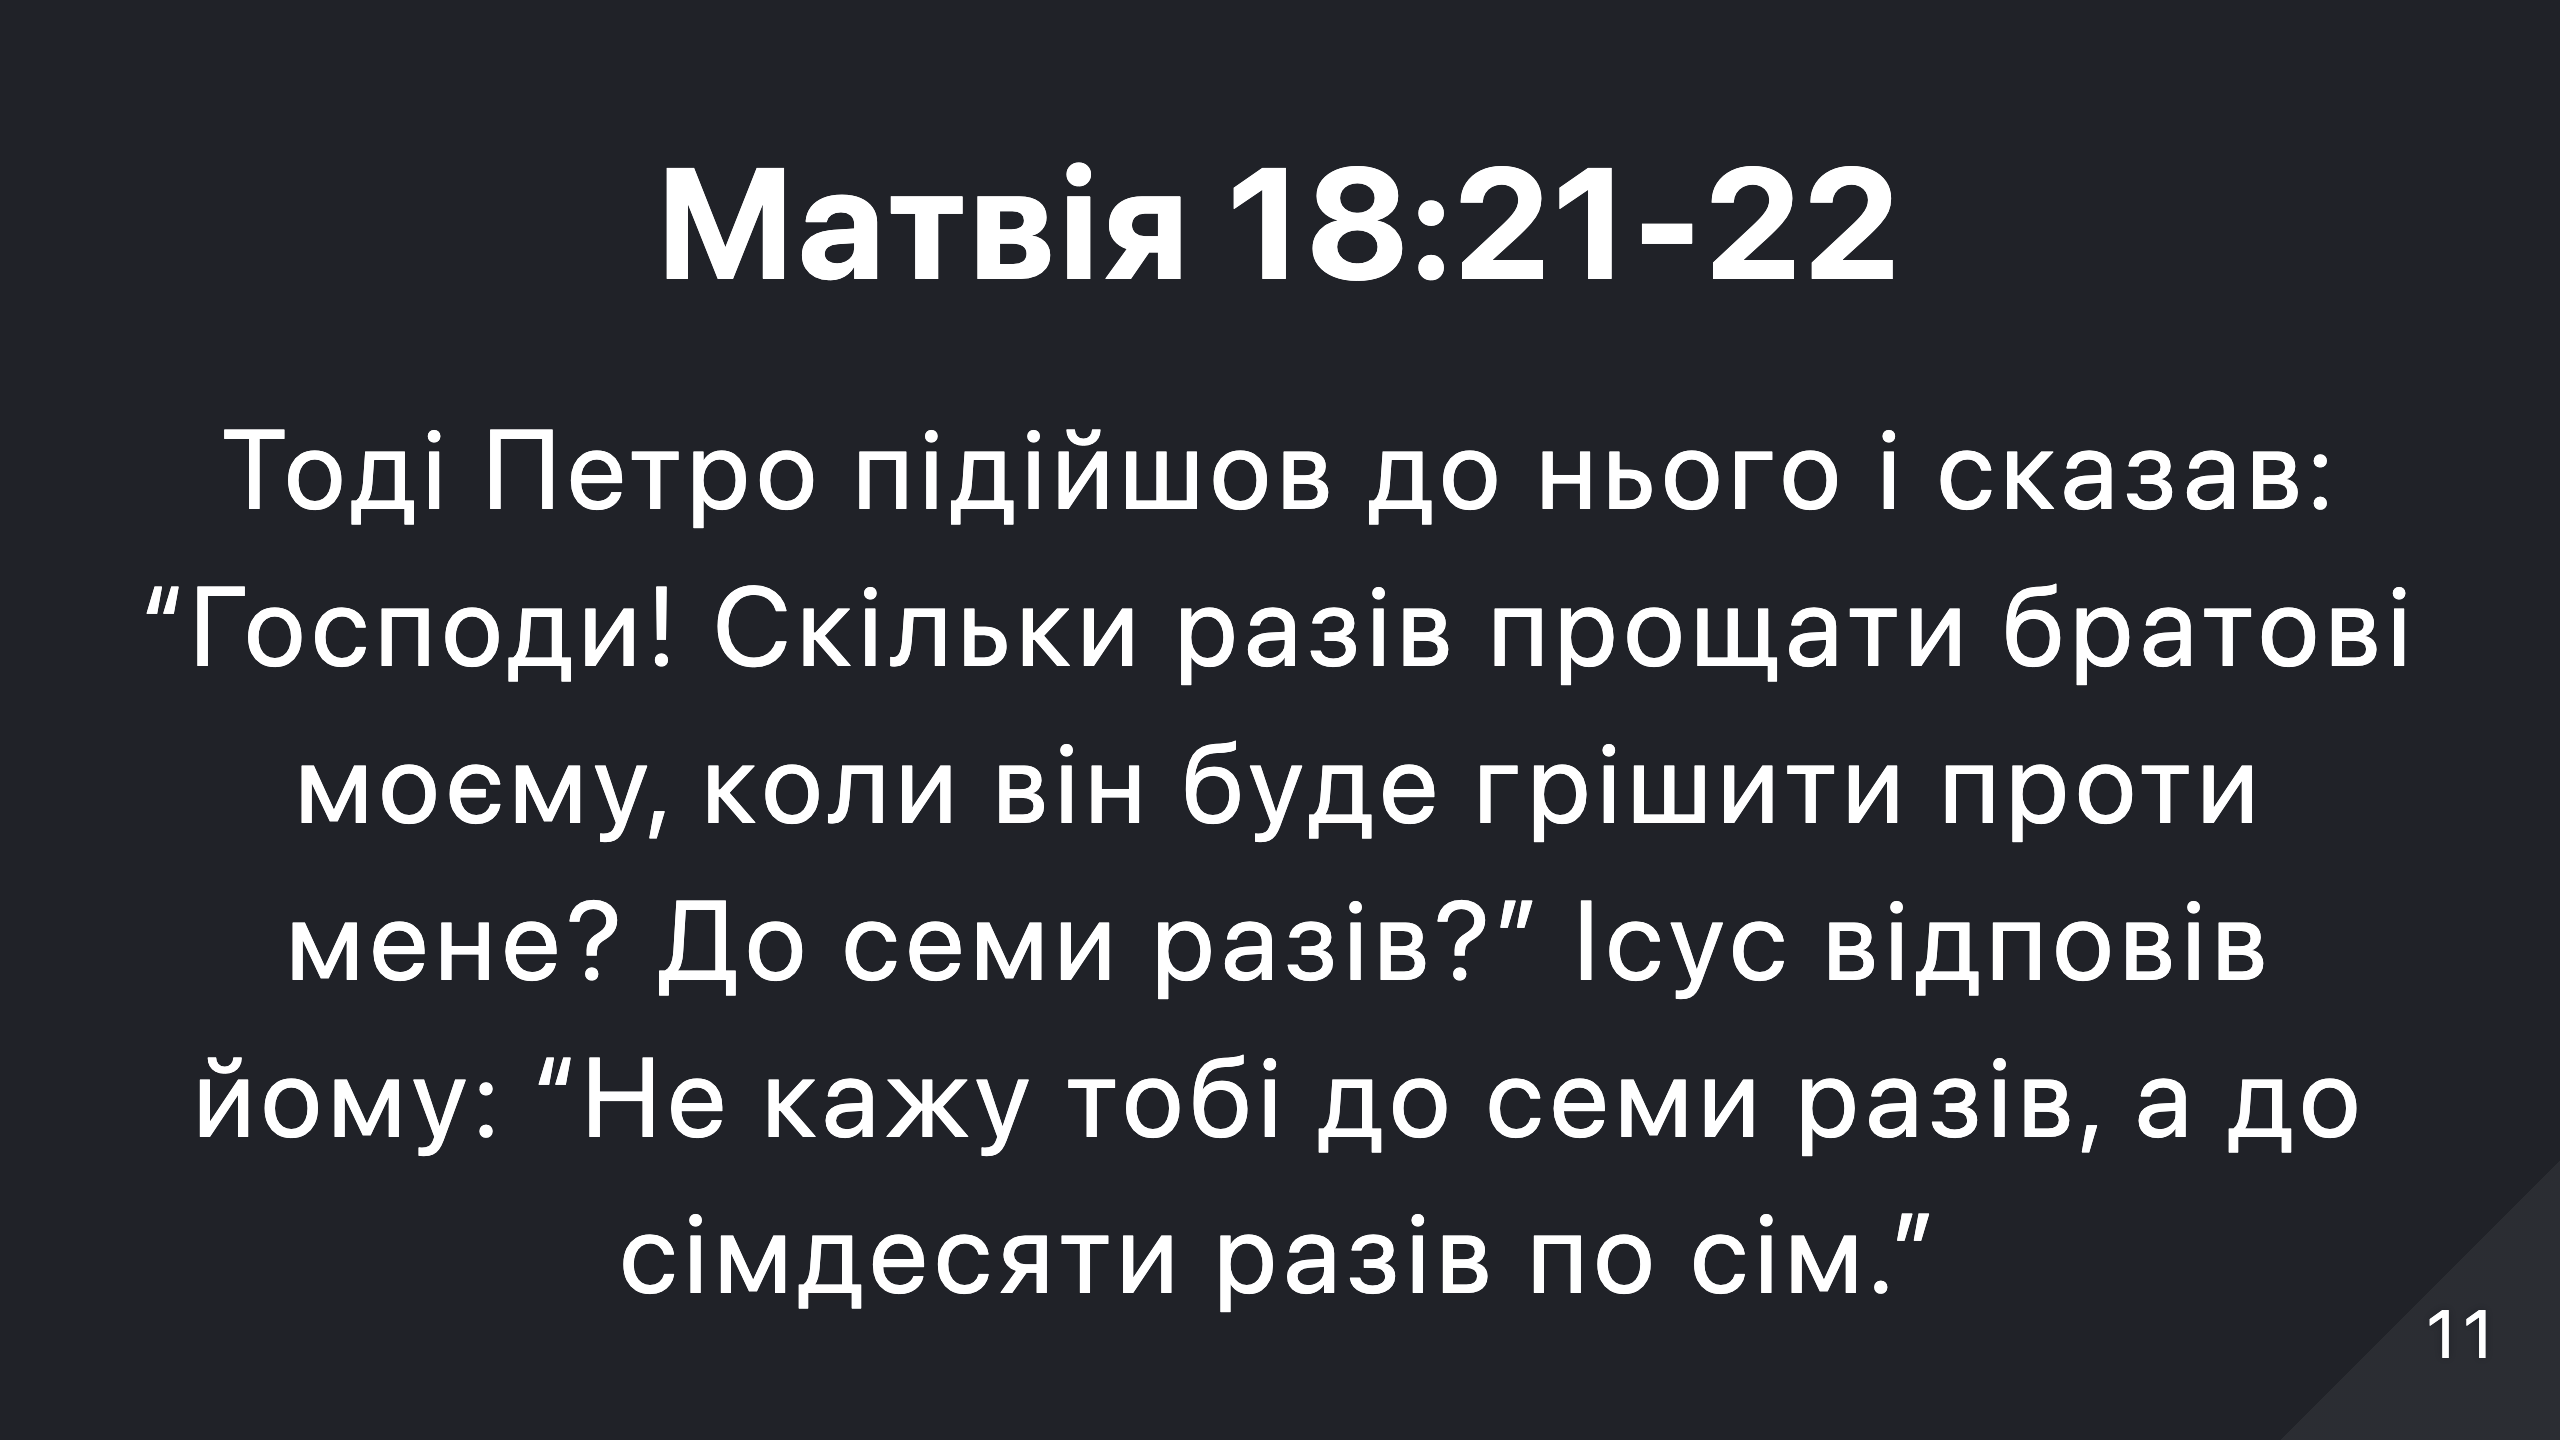 Матвія 18:21-22
Тоді Петро підійшов до нього і сказав:
“Господи! Скільки разів прощати братові
моєму, коли він буде грішити проти
мене? До семи разів?” Ісус відповів
йому: “Не кажу тобі до семи разів, а до
сімдесяти разів по сім.”
11